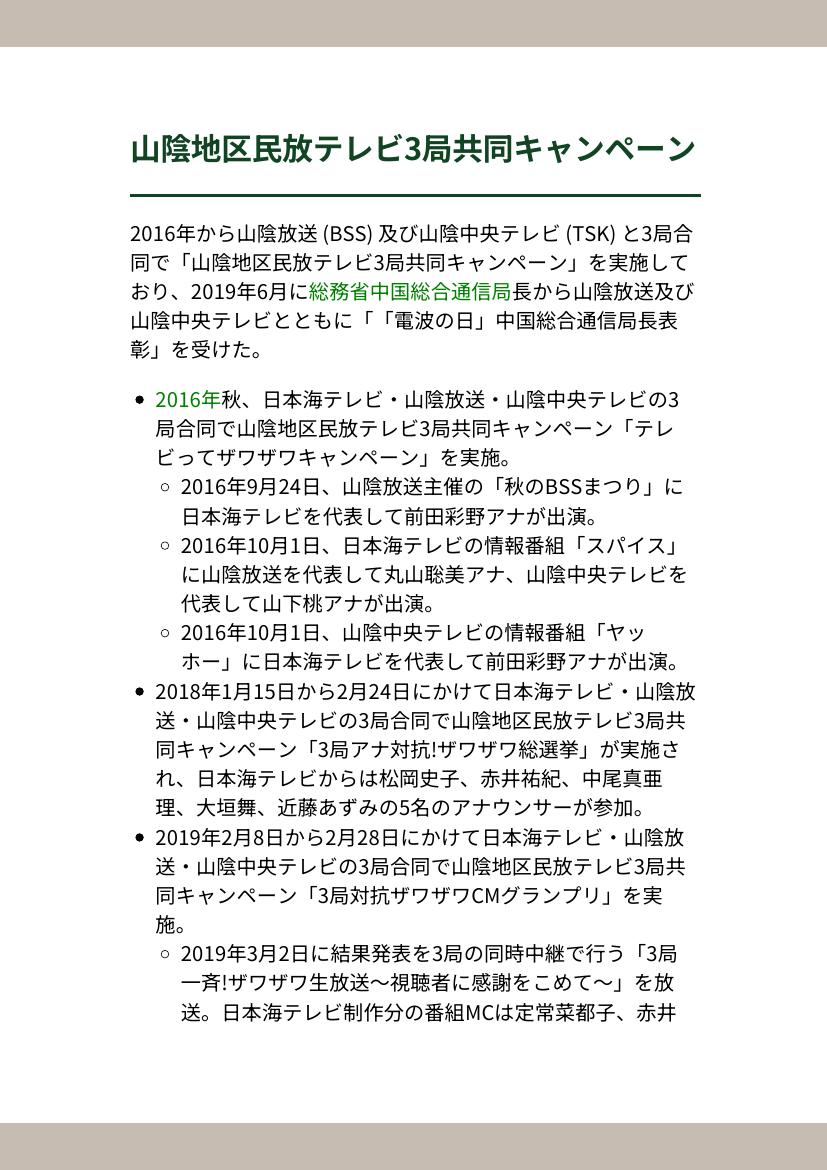 山陰地区民放テレビ3局共同キャンペーン
2016年から山陰放送 (BSS) 及び山陰中央テレビ (TSK) と3局合
同で「山陰地区民放テレビ3局共同キャンペーン」を実施して
おり、2019年6月に総務省中国総合通信局長から山陰放送及び
山陰中央テレビとともに「「電波の日」中国総合通信局長表
彰」を受けた。
• 2016年秋、日本海テレビ・山陰放送・山陰中央テレビの3
局合同で山陰地区民放テレビ3局共同キャンペーン「テレ
ビってザワザワキャンペーン」を実施。
○ 2016年9月24日、山陰放送主催の「秋のBSSまつり」に
日本海テレビを代表して前田彩野アナが出演。
○ 2016年10月1日、日本海テレビの情報番組「スパイス」
に山陰放送を代表して丸山聡美アナ、山陰中央テレビを
代表して山下桃アナが出演。
○ 2016年10月1日、山陰中央テレビの情報番組「ヤッ
ホー」に日本海テレビを代表して前田彩野アナが出演。
• 2018年1月15日から2月24日にかけて日本海テレビ・山陰放
送・山陰中央テレビの3局合同で山陰地区民放テレビ3局共
同キャンペーン「3局アナ対抗!ザワザワ総選挙」が実施さ
れ、日本海テレビからは松岡史子、赤井祐紀、中尾真亜
理、大垣舞、近藤あずみの5名のアナウンサーが参加。
• 2019年2月8日から2月28日にかけて日本海テレビ・山陰放
送・山陰中央テレビの3局合同で山陰地区民放テレビ3局共
同キャンペーン「3局対抗ザワザワCMグランプリ」を実
施。
○ 2019年3月2日に結果発表を3局の同時中継で行う「3局
一斉!ザワザワ生放送～視聴者に感謝をこめて～」を放
送。日本海テレビ制作分の番組MCは定常菜都子、赤井